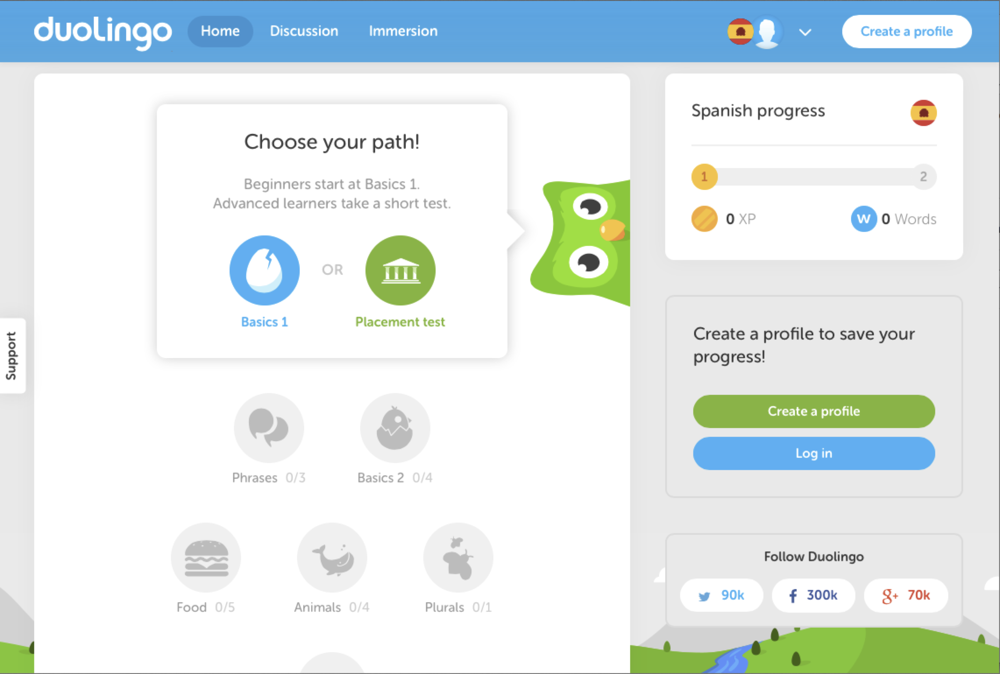 duolingo
Home
Discussion
Immersion
Create a profile
Choose your path!
Beginners start at Basics 1.
Advanced learners take a short test.
OR
Basics 1
Placement test
Support
Phrases 0/3
Basics 2 0/4
Food 0/5
Animals 0/4
Plurals 0/1
Spanish progress
1
2
0 XP
W 0 Words
Create a profile to save your
progress!
Create a profile
Log in
Follow Duolingo
90k
f 300k
g+ 70k